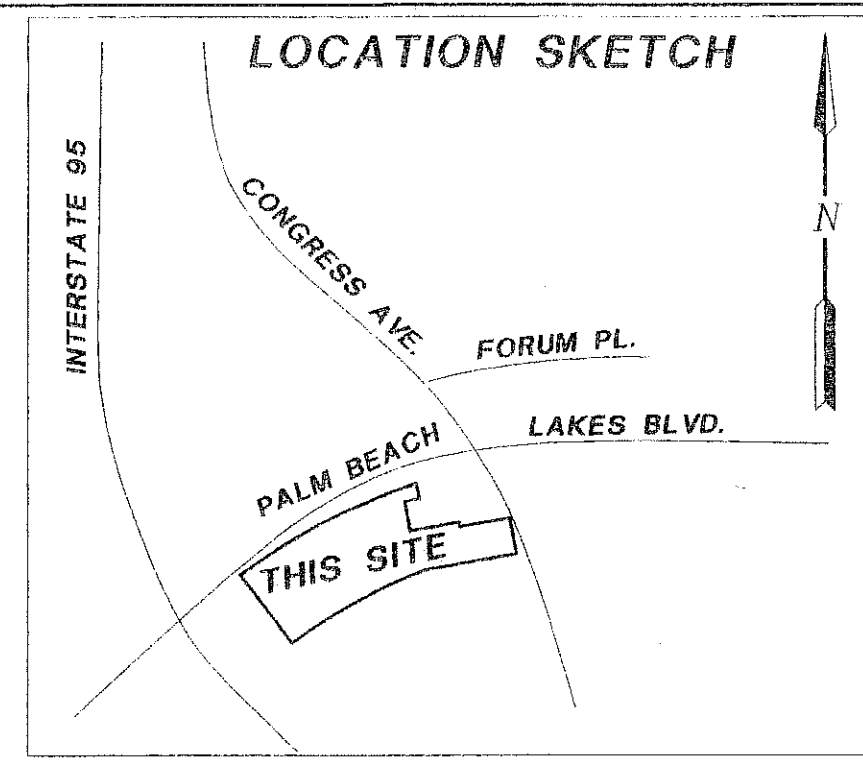 LOCATION SKETCH
INTERSTATE 95
CONGRESS AVE.
N
FORUM PL.
PALM BEACH
LAKES BLVD.
THIS SITE